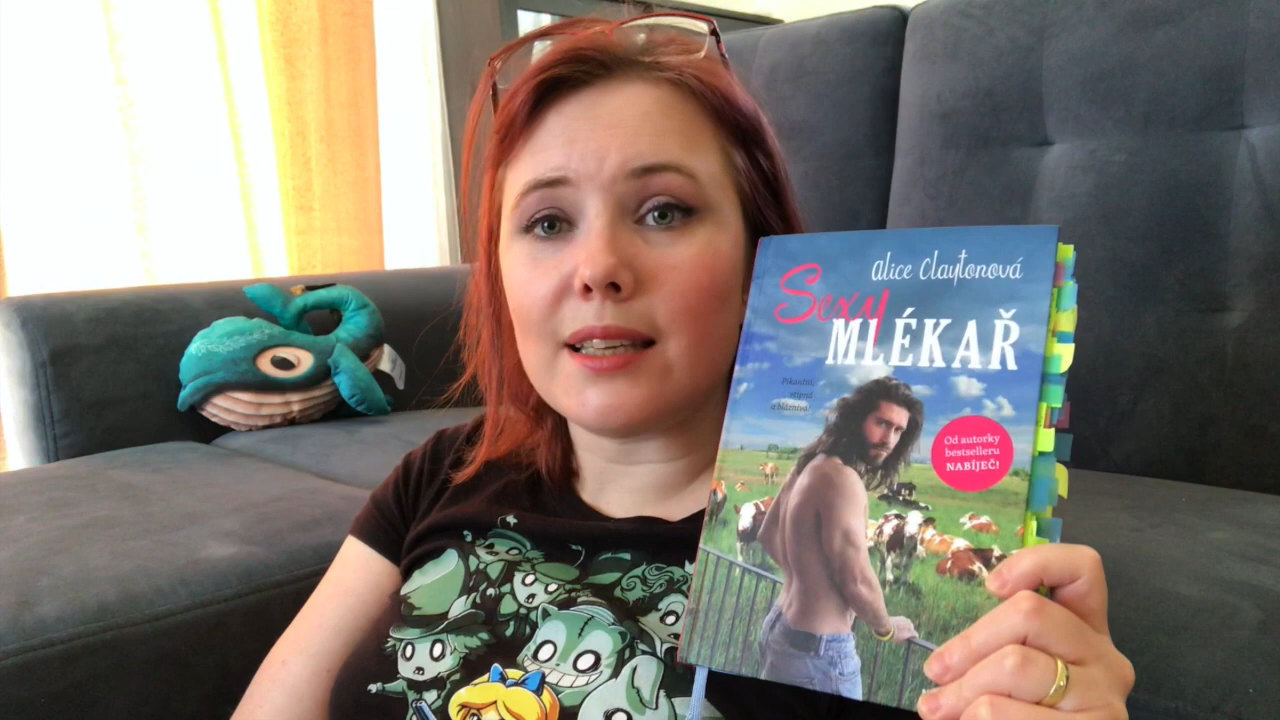 alice claytonová
Sexy
MLÉKAŘ
Pikantní,
vtipná
a bláznivá
Od autorky
bestselleru
NABÍJEČ!